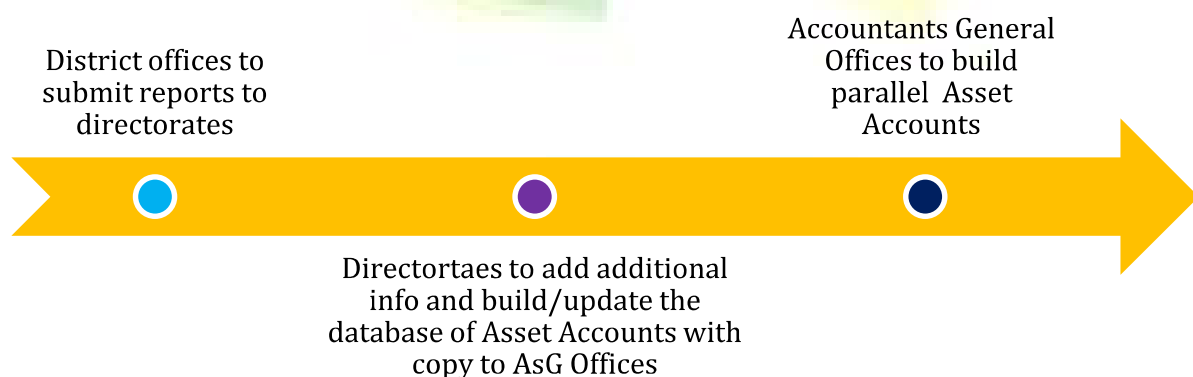 District offices to
submit reports to
directorates
Directortaes to add additional
info and build/update the
database of Asset Accounts with
copy to AsG Offices
Accountants General
Offices to build
parallel  Asset
Accounts